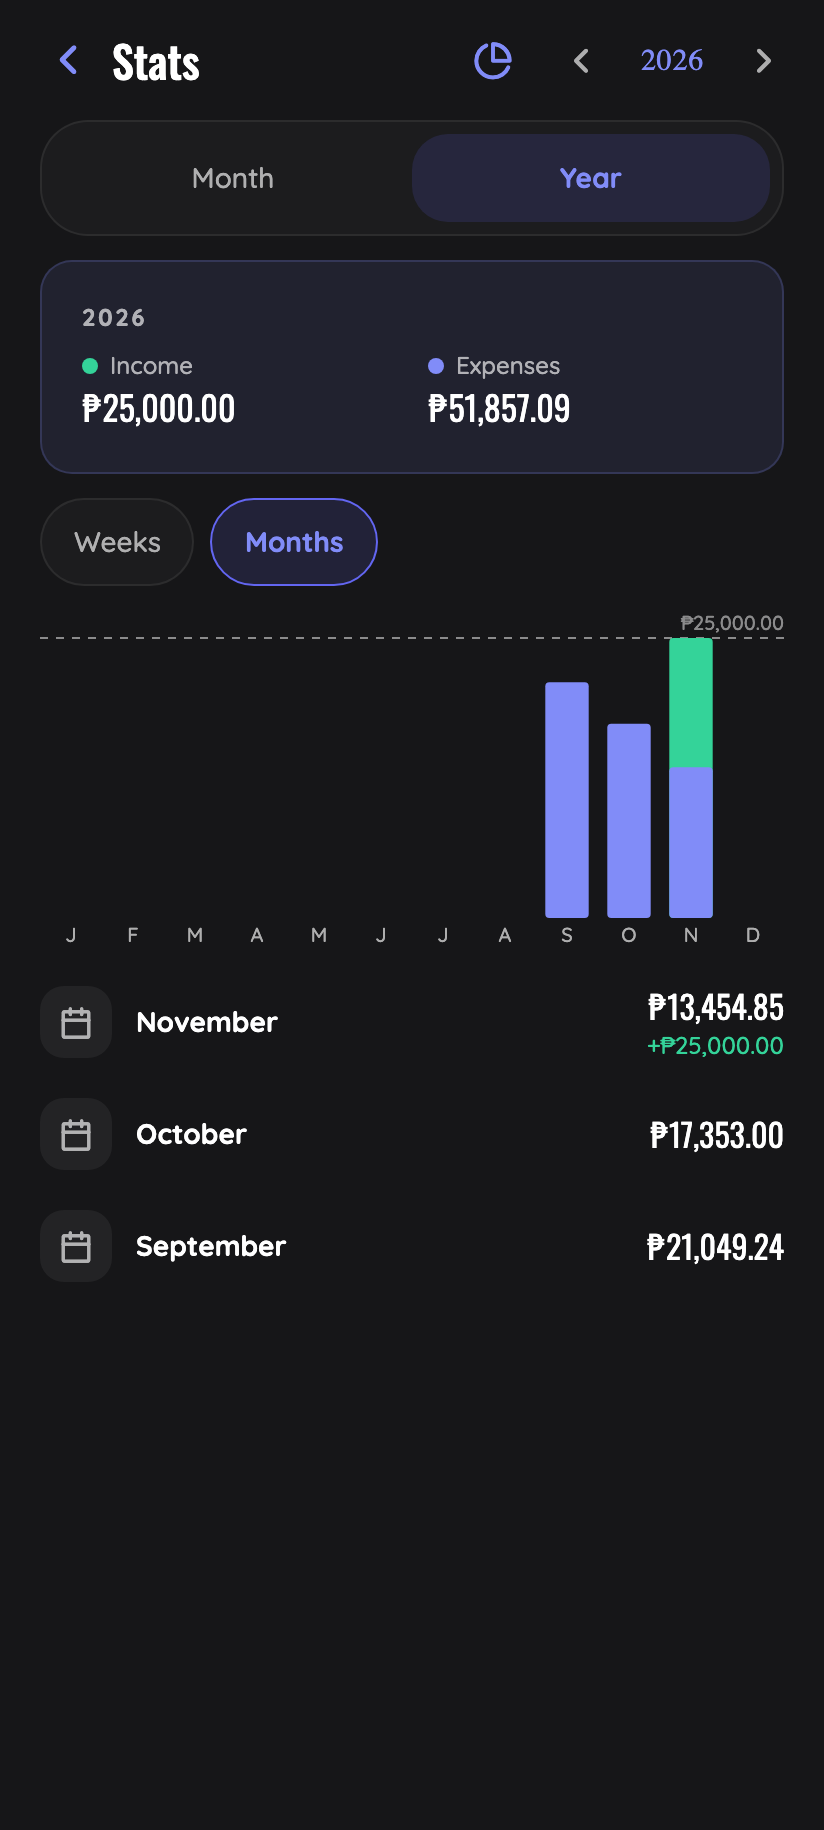 Stats
2026
Month
Year
2026
Income
Expenses
₱25,000.00
₱51,857.09
Weeks
Months
₱25,000.00
J F M A M J J A S O N D
November
₱13,454.85
+₱25,000.00
October
₱17,353.00
September
₱21,049.24